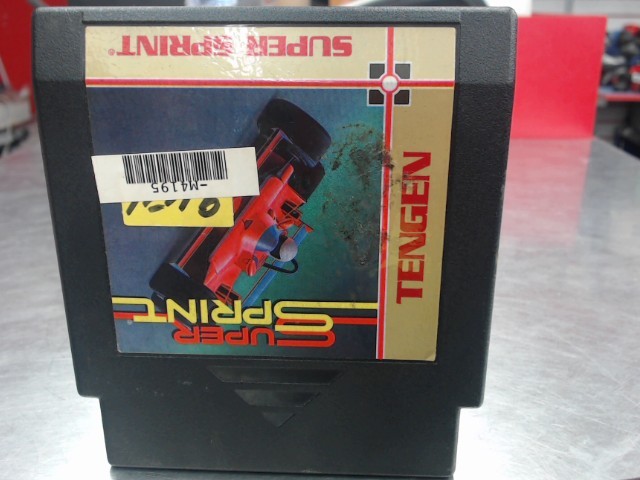 SUPER SPRINT®
TENGEN
-M4195
SUPER
SPRINT